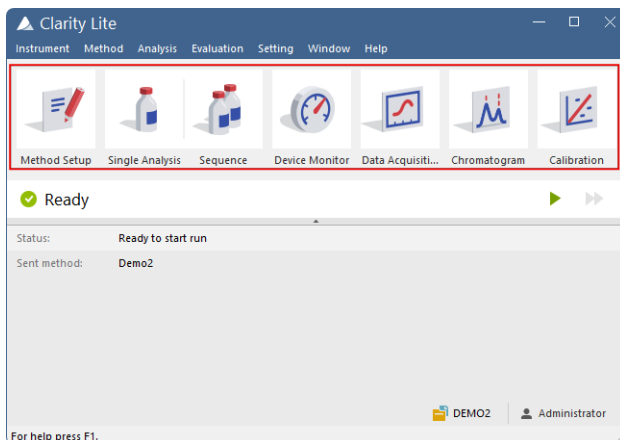 Clarity Lite
Instrument Method Analysis Evaluation Setting Window Help
Method Setup Single Analysis Sequence Device Monitor Data Acquisiti... Chromatogram Calibration
Ready
Status: Ready to start run
Sent method: Demo2
DEMO2 Administrator
For help press F1.